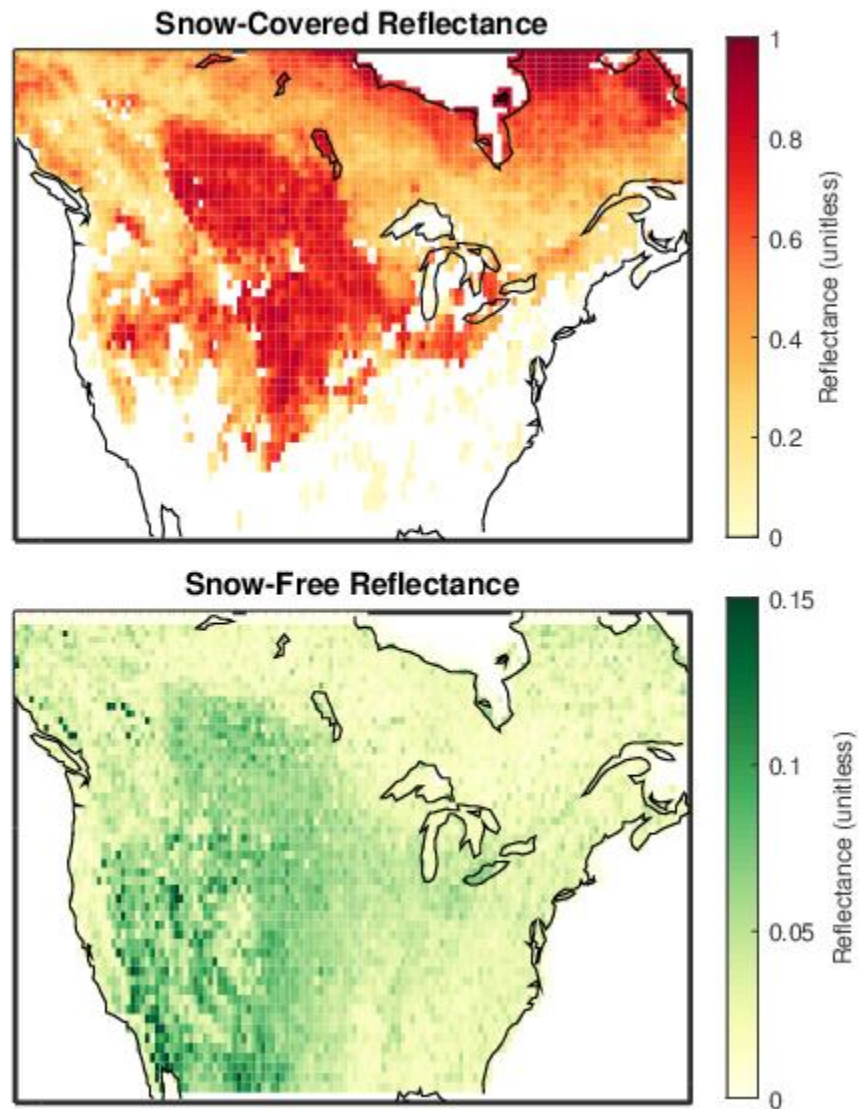 Snow-Covered Reflectance
1
0.8
0.6
0.4
0.2
0
Reflectance (unitless)
Snow-Free Reflectance
0.15
0.1
0.05
0
Reflectance (unitless)